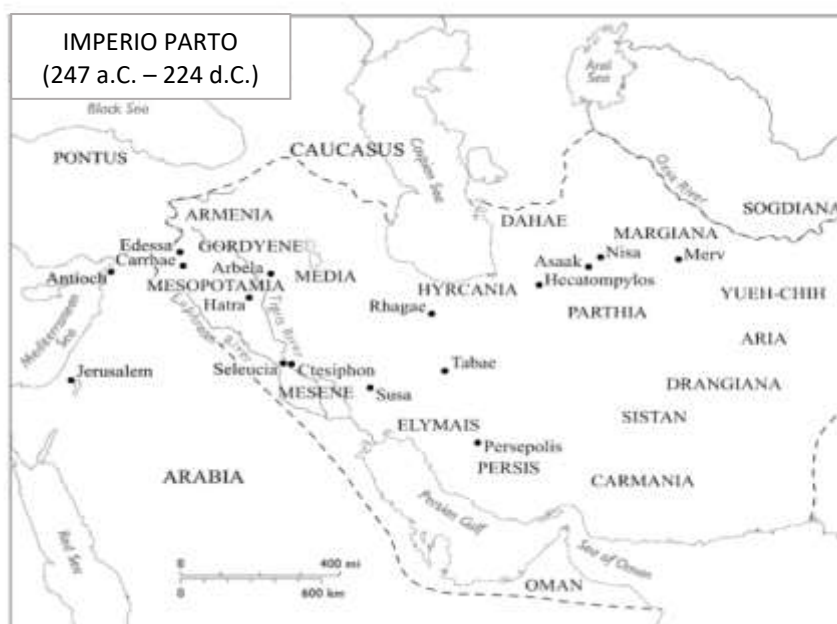 IMPERIO PARTO
(247 a.C. – 224 d.C.)
Black Sea
Aral
Sea
Caspian Sea
PONTUS
CAUCASUS
Oxus River
ARMENIA
DAHAE
SOGDIANA
MARGIANA
Edessa
GORDYENE
Carrhae
Nisa
Merv
Antioch
Arbela
MEDIA
Asaak
MESOPOTAMIA
HYRCANIA
Hecatompylos
YUEH-CHIH
Hatra
Tigris River
Rhagae
PARTHIA
Mediterranean
Sea
Euphrates
River
ARIA
Jerusalem
Seleucia
Ctesiphon
Tabae
DRANGIANA
MESENE
Susa
SISTAN
ELYMAIS
Persepolis
PERSIS
ARABIA
CARMANIA
Persian Gulf
Red Sea
Sea of Oman
0
400 mi
0
600 km
OMAN